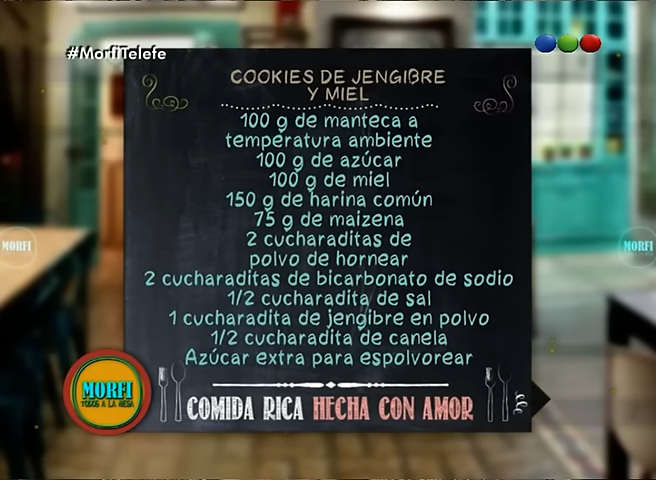 #MorfiTelefe
COOKIES DE JENGIBRE
Y MIEL
100 g de manteca a
temperatura ambiente
100 g de azúcar
100 g de miel
150 g de harina común
75 g de maizena
2 cucharaditas de
polvo de hornear
2 cucharaditas de bicarbonato de sodio
1/2 cucharadita de sal
1 cucharadita de jengibre en polvo
1/2 cucharadita de canela
Azúcar extra para espolvorear
MORFI
MORFI
MORFI
TODOS A LA MESA
COMIDA RICA HECHA CON AMOR